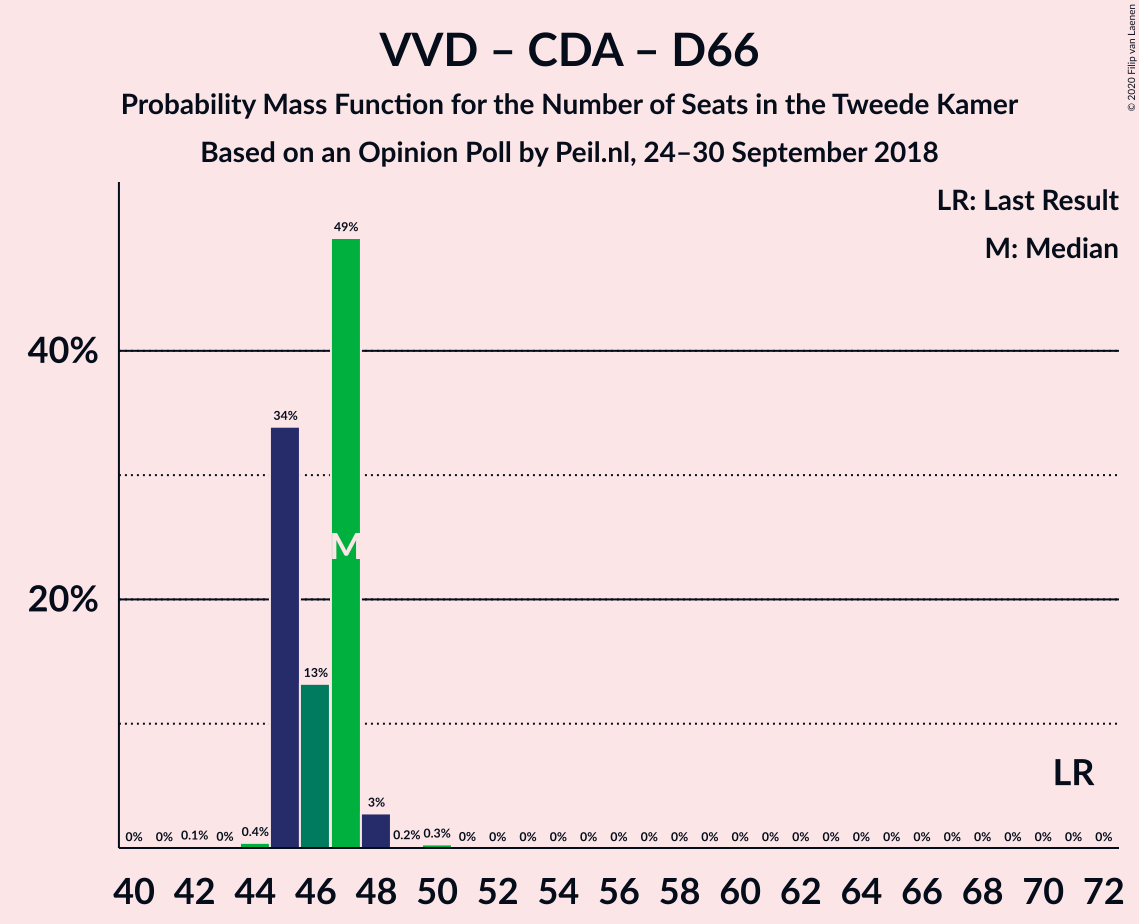 VVD – CDA – D66
Probability Mass Function for the Number of Seats in the Tweede Kamer
Based on an Opinion Poll by Peil.nl, 24–30 September 2018
© 2020 Filip van Laenen
LR: Last Result
M: Median
40%
20%
0% 0% 0.1% 0% 0.4% 34% 13% 49% 3% 0.2% 0.3% 0% 0% 0% 0% 0% 0% 0% 0% 0% 0% 0% 0% 0% 0% 0% 0% 0% 0% 0% 0% 0% 0%
M
LR
40 42 44 46 48 50 52 54 56 58 60 62 64 66 68 70 72